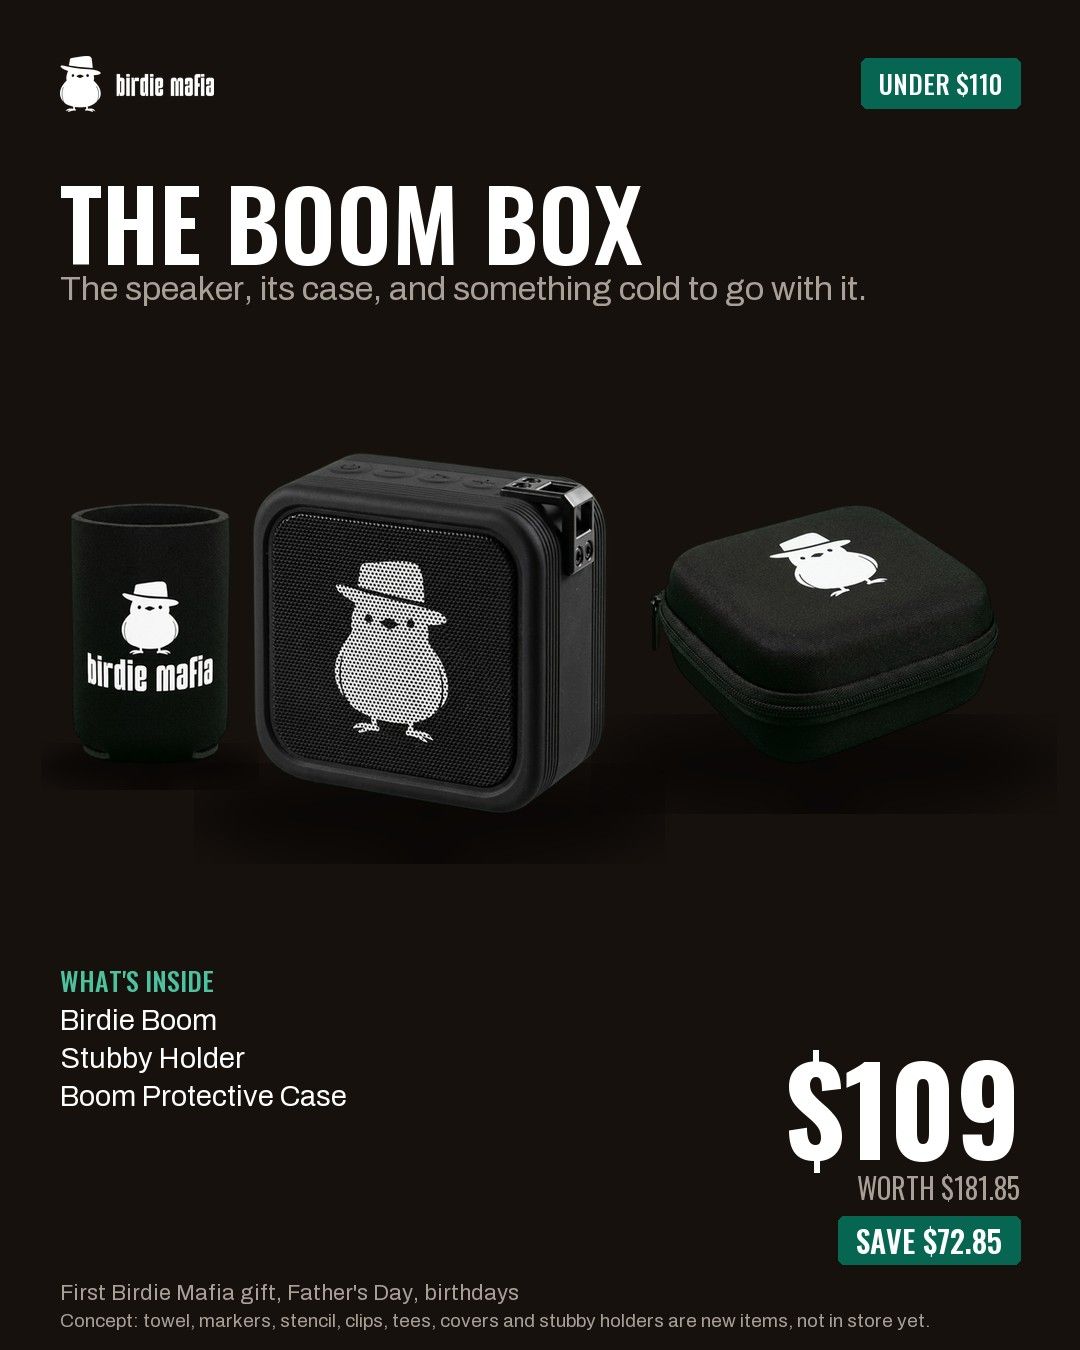 birdie mafia
UNDER $110
THE BOOM BOX
The speaker, its case, and something cold to go with it.
birdie mafia
WHAT'S INSIDE
Birdie Boom
Stubby Holder
Boom Protective Case
$109
WORTH $181.85
SAVE $72.85
First Birdie Mafia gift, Father's Day, birthdays
Concept: towel, markers, stencil, clips, tees, covers and stubby holders are new items, not in store yet.